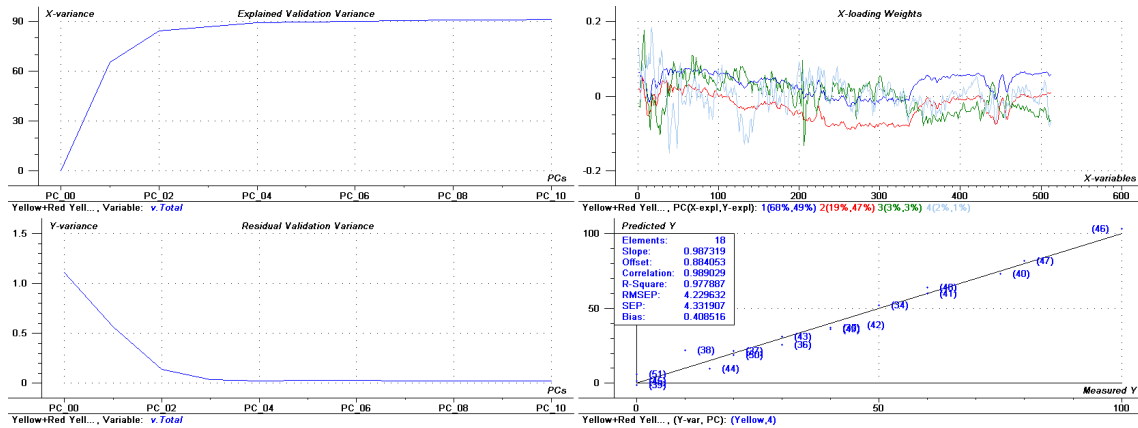 X-variance
Explained Validation Variance
90
60
30
0
PCs
PC_00 PC_02 PC_04 PC_06 PC_08 PC_10
Yellow+Red Yell... , Variable: v.Total
X-loading Weights
0.2
0
-0.2
X-variables
0 100 200 300 400 500 600
Yellow+Red Yell... , PC(X-expl,Y-expl): 1(68%,49%) 2(19%,47%) 3(3%,3%) 4(2%,1%)
Y-variance
Residual Validation Variance
1.5
1.0
0.5
0
PCs
PC_00 PC_02 PC_04 PC_06 PC_08 PC_10
Yellow+Red Yell... , Variable: v.Total
Predicted Y
100
50
0
Elements: 18
Slope: 0.987319
Offset: 0.884053
Correlation: 0.989029
R-Square: 0.977887
RMSEP: 4.229632
SEP: 4.331907
Bias: 0.408516
(46)
(47)
(40)
(41)
(34)
(42)
(43)
(36)
(38)
(44)
(51)
(39)
Measured Y
0 50 100
Yellow+Red Yell... , (Y-var, PC): (Yellow,4)